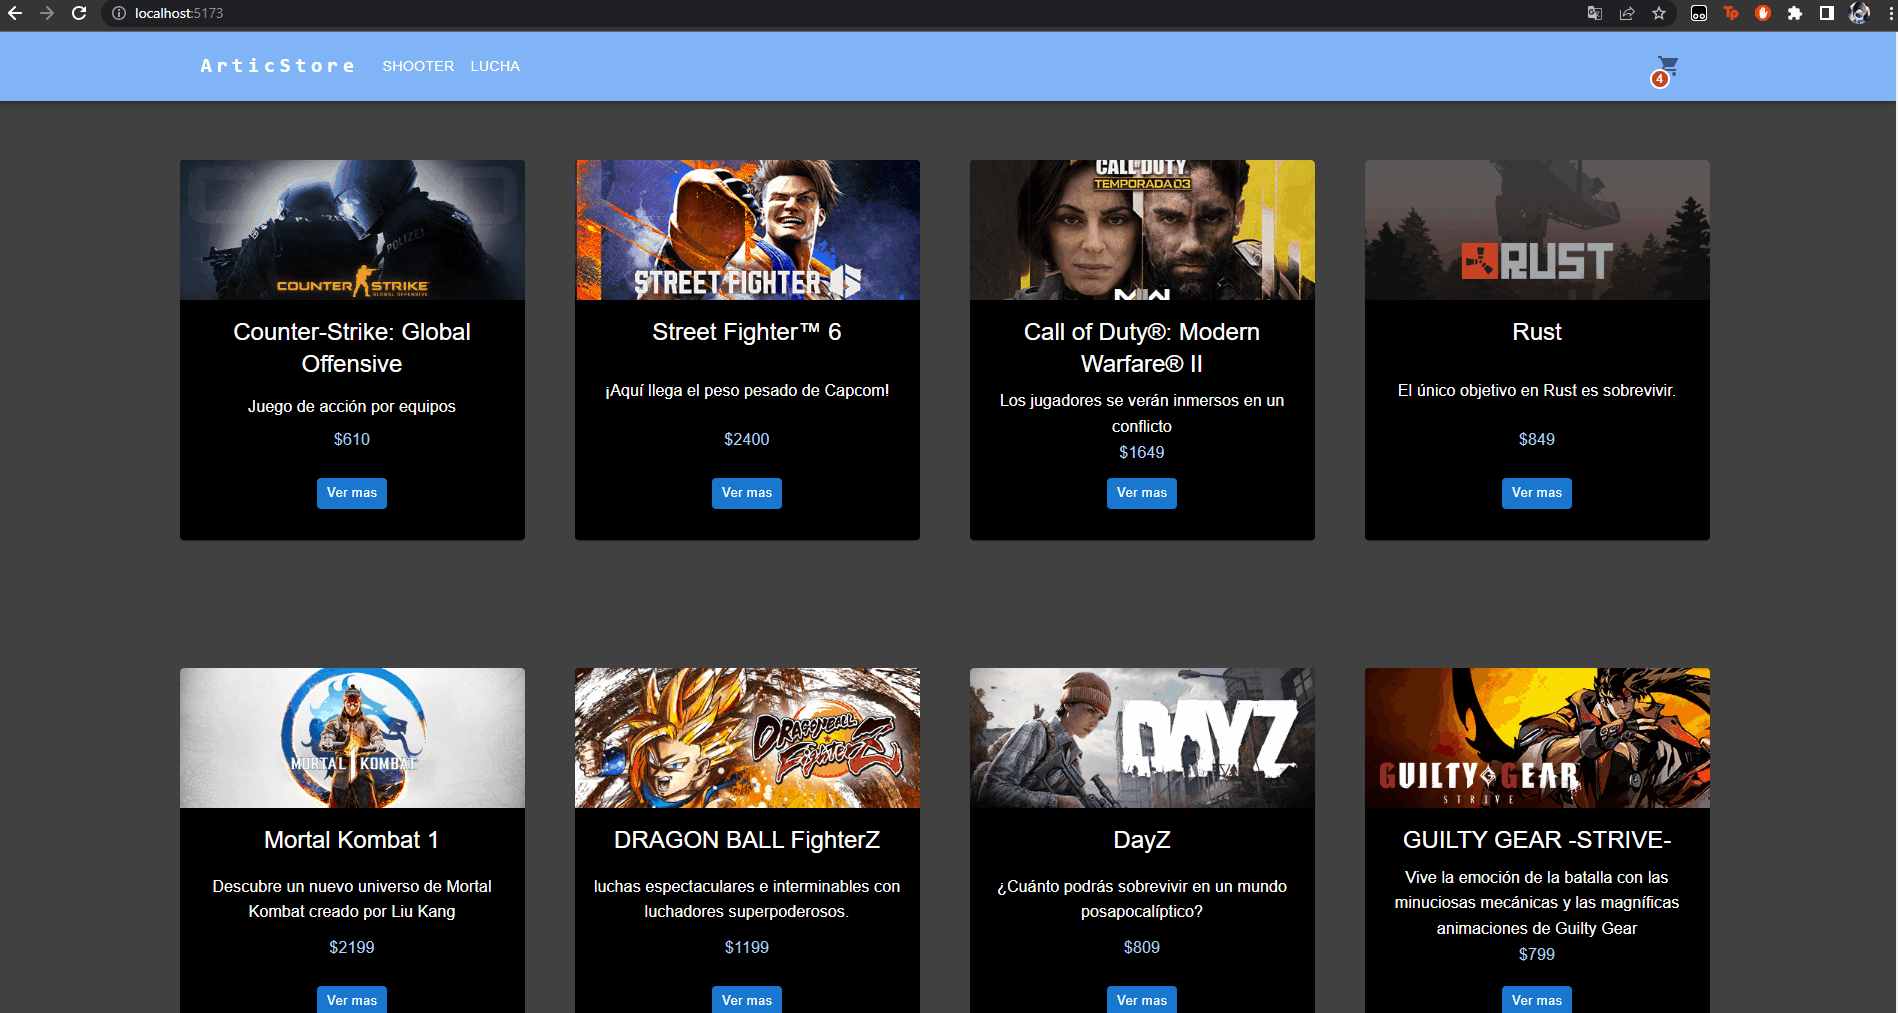 localhost:5173
ArticStore SHOOTER LUCHA 4
POLIZEI
COUNTER STRIKE
GLOBAL OFFENSIVE
STREET FIGHTER 6
CALL OF DUTY
TEMPORADA 03
MW
RUST
Counter-Strike: Global
Offensive
Juego de acción por equipos
$610
Ver mas
Street Fighter™ 6
¡Aquí llega el peso pesado de Capcom!
$2400
Ver mas
Call of Duty®: Modern
Warfare® II
Los jugadores se verán inmersos en un
conflicto
$1649
Ver mas
Rust
El único objetivo en Rust es sobrevivir.
$849
Ver mas
MORTAL KOMBAT 1
DRAGONBALL
FighterZ
DAYZ
GUILTY GEAR
STRIVE
Mortal Kombat 1
Descubre un nuevo universo de Mortal
Kombat creado por Liu Kang
$2199
Ver mas
DRAGON BALL FighterZ
luchas espectaculares e interminables con
luchadores superpoderosos.
$1199
Ver mas
DayZ
¿Cuánto podrás sobrevivir en un mundo
posapocalíptico?
$809
Ver mas
GUILTY GEAR -STRIVE-
Vive la emoción de la batalla con las
minuciosas mecánicas y las magníficas
animaciones de Guilty Gear
$799
Ver mas